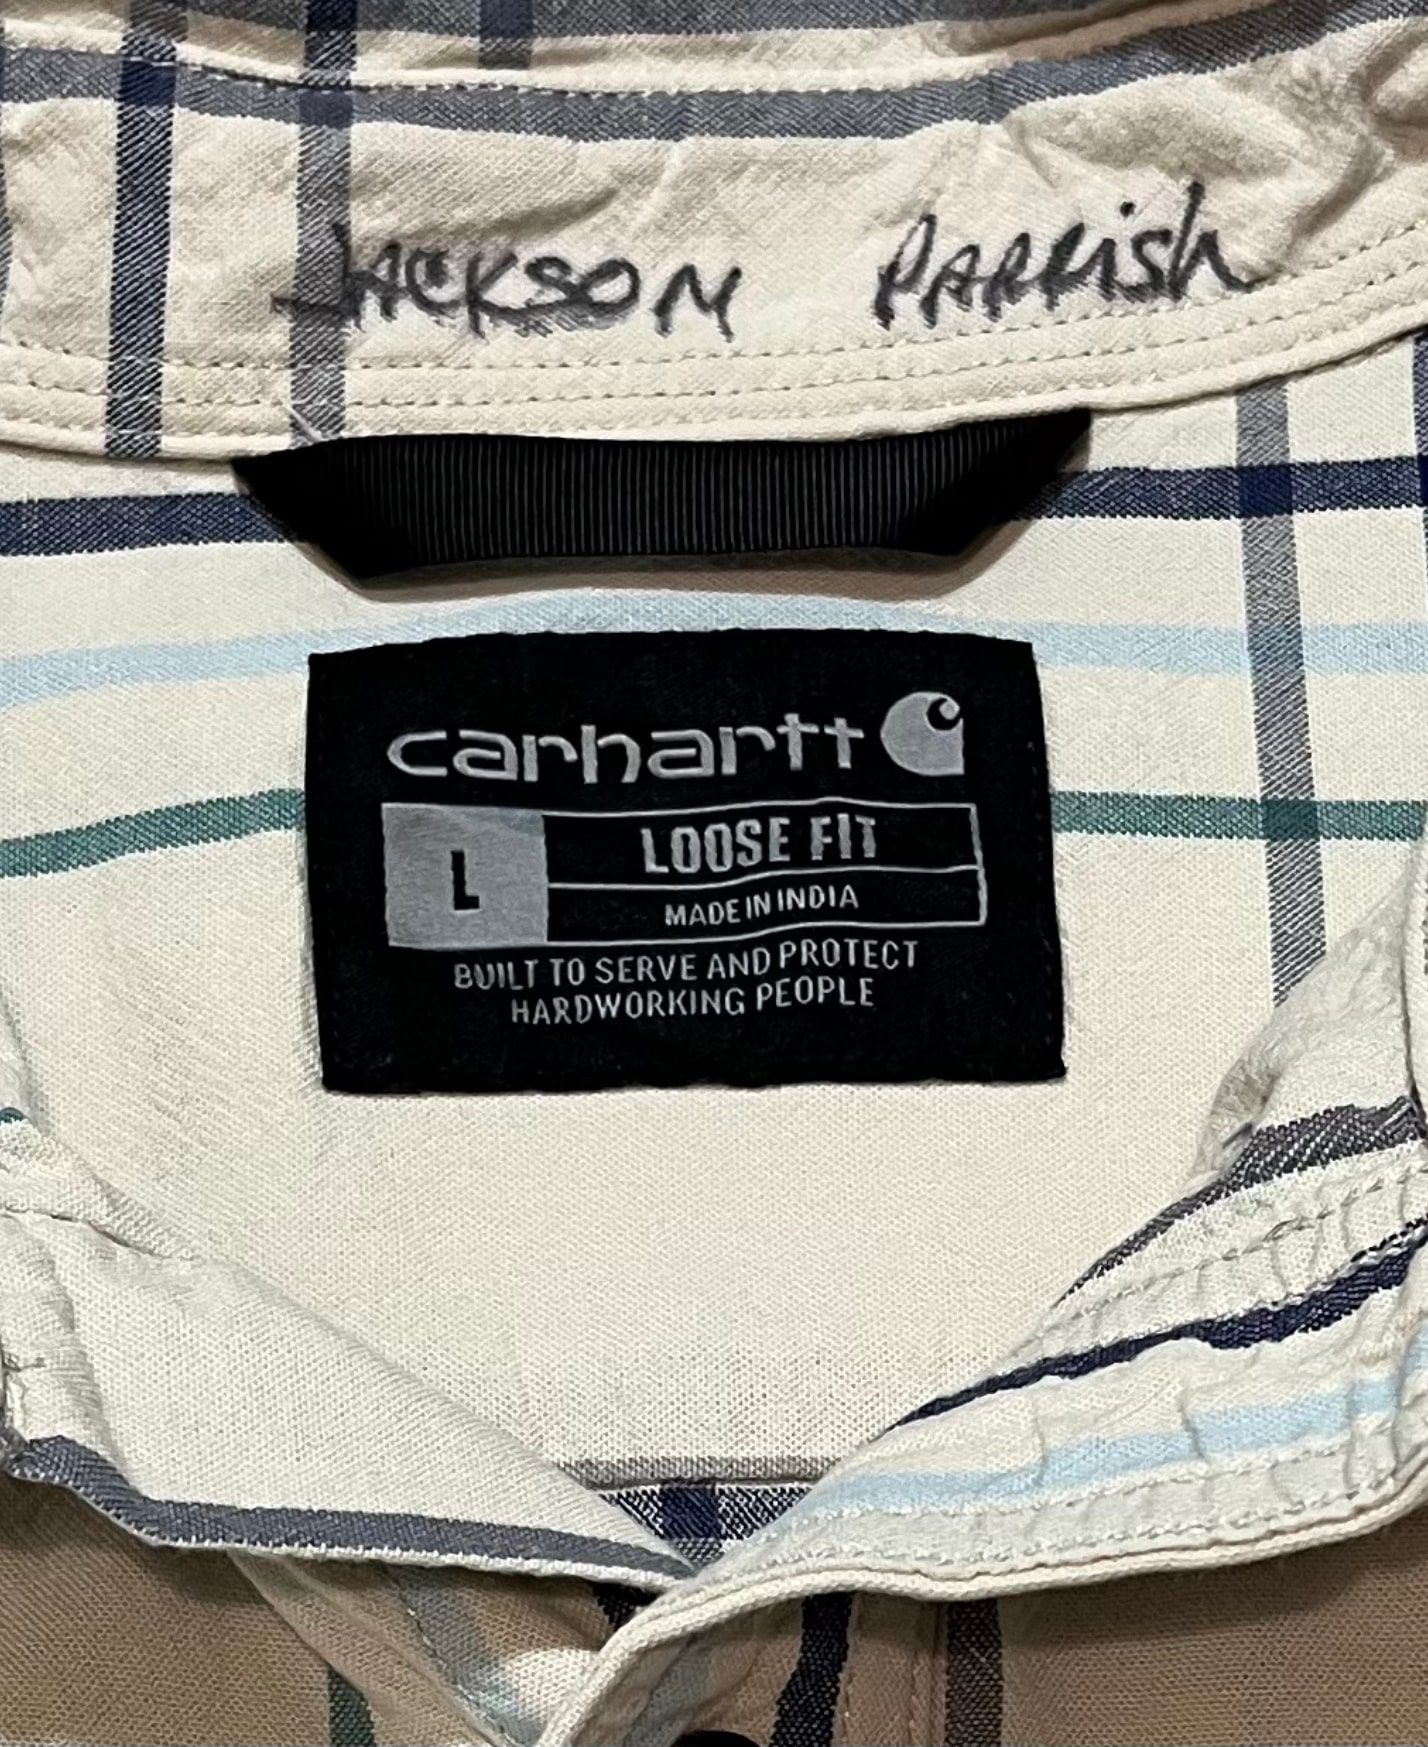 JACKSON PARRish
carhartt
L
LOOSE FIT
MADE IN INDIA
BUILT TO SERVE AND PROTECT
HARDWORKING PEOPLE